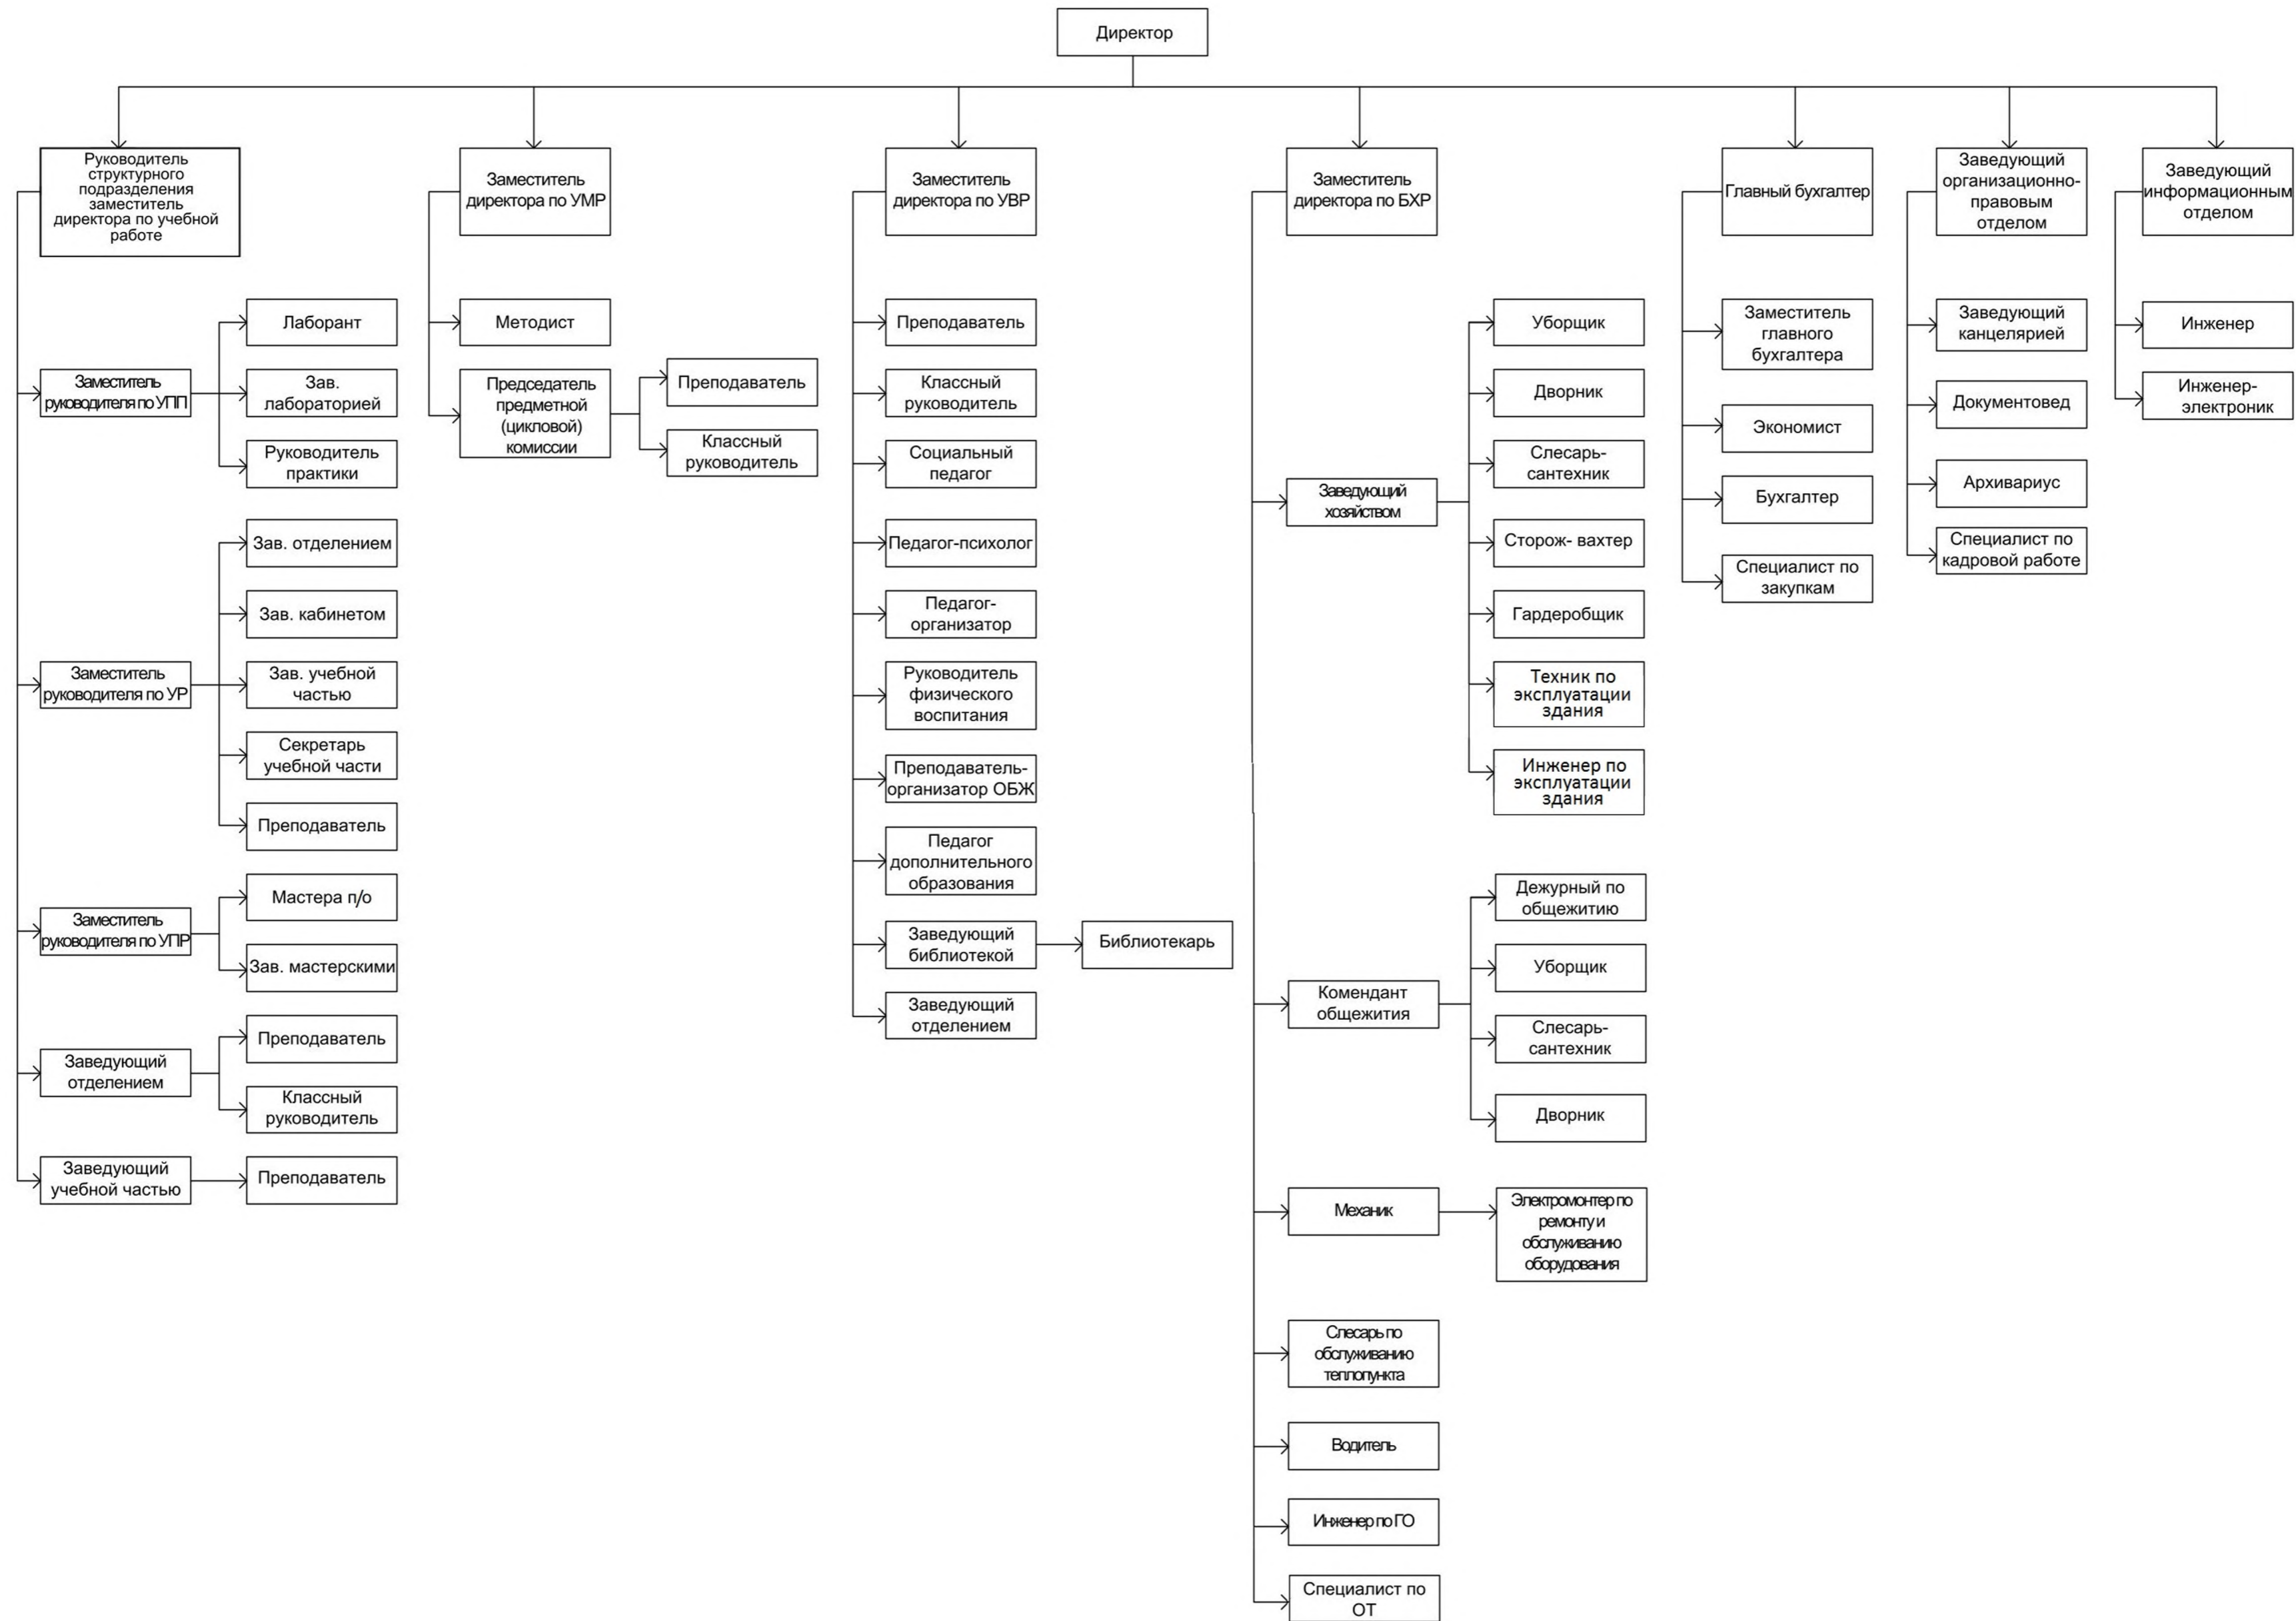 Директор
Руководитель
структурного
подразделения
заместитель
директора по учебной
работе
Заместитель
руководителя по УПП
Лаборант
Зав.
лабораторией
Руководитель
практики
Заместитель
руководителя по УР
Зав. отделением
Зав. кабинетом
Зав. учебной
частью
Секретарь
учебной части
Преподаватель
Заместитель
руководителя по УПР
Мастера п/о
Зав. мастерскими
Заведующий
отделением
Преподаватель
Классный
руководитель
Заведующий
учебной частью
Преподаватель
Заместитель
директора по УМР
Методист
Председатель
предметной
(цикловой)
комиссии
Преподаватель
Классный
руководитель
Заместитель
директора по УВР
Преподаватель
Классный
руководитель
Социальный
педагог
Педагог-психолог
Педагог-
организатор
Руководитель
физического
воспитания
Преподаватель-
организатор ОБЖ
Педагог
дополнительного
образования
Заведующий
библиотекой
Библиотекарь
Заведующий
отделением
Заместитель
директора по БХР
Заведующий
хозяйством
Уборщик
Дворник
Слесарь-
сантехник
Сторож- вахтер
Гардеробщик
Техник по
эксплуатации
здания
Инженер по
эксплуатации
здания
Комендант
общежития
Дежурный по
общежитию
Уборщик
Слесарь-
сантехник
Дворник
Механик
Электромонтер по
ремонту и
обслуживанию
оборудования
Слесарь по
обслуживанию
теплопункта
Водитель
Инженер по ГО
Специалист по
ОТ
Главный бухгалтер
Заместитель
главного
бухгалтера
Экономист
Бухгалтер
Специалист по
закупкам
Заведующий
организационно-
правовым
отделом
Заведующий
канцелярией
Документовед
Архивариус
Специалист по
кадровой работе
Заведующий
информационным
отделом
Инженер
Инженер-
электроник